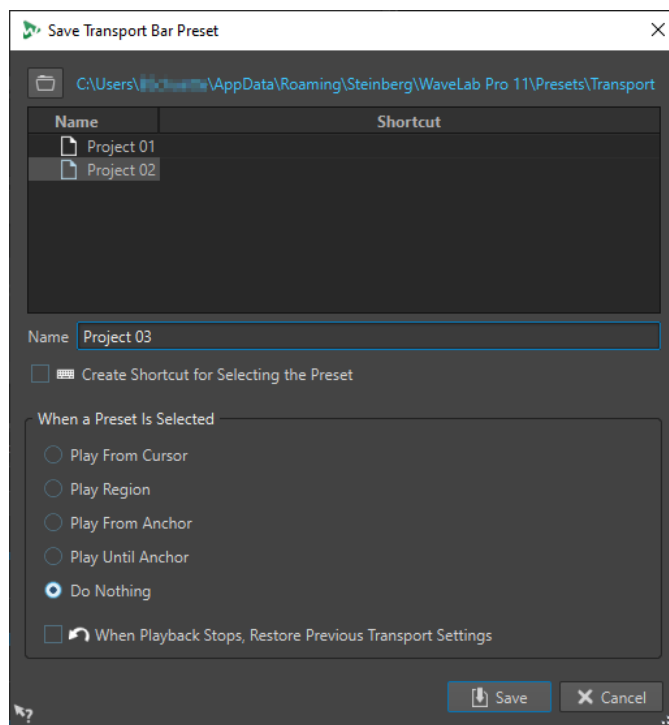 Save Transport Bar Preset
C:\Users\ \AppData\Roaming\Steinberg\WaveLab Pro 11\Presets\Transport
Name Shortcut
Project 01
Project 02
Name Project 03
Create Shortcut for Selecting the Preset
When a Preset Is Selected
Play From Cursor
Play Region
Play From Anchor
Play Until Anchor
Do Nothing
When Playback Stops, Restore Previous Transport Settings
Save Cancel